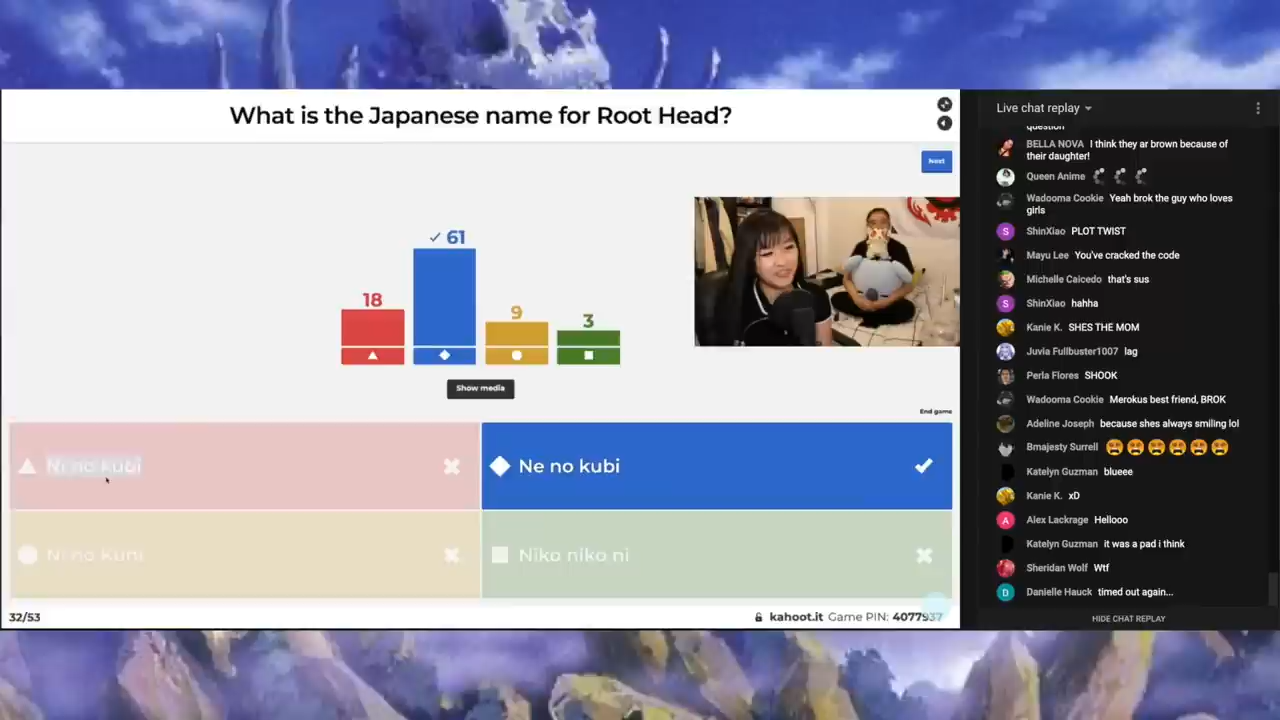 What is the Japanese name for Root Head?
Next
18
61
9
3
Show media
End game
Ni no kubi
Ne no kubi
Ni no Kuni
Niko niko ni
32/53
kahoot.it Game PIN: 4077937
Live chat replay
question
BELLA NOVA I think they ar brown because of
their daughter!
Queen Anime
Wadooma Cookie Yeah brok the guy who loves
girls
S ShinXiao PLOT TWIST
Mayu Lee You've cracked the code
Michelle Caicedo that's sus
S ShinXiao hahha
Kanie K. SHES THE MOM
Juvia Fullbuster1007 lag
Perla Flores SHOOK
Wadooma Cookie Merokus best friend, BROK
Adeline Joseph because shes always smiling lol
Bmajesty Surrell
Katelyn Guzman blueee
Kanie K. xD
A Alex Lackrage Hellooo
Katelyn Guzman it was a pad i think
Sheridan Wolf Wtf
D Danielle Hauck timed out again...
HIDE CHAT REPLAY